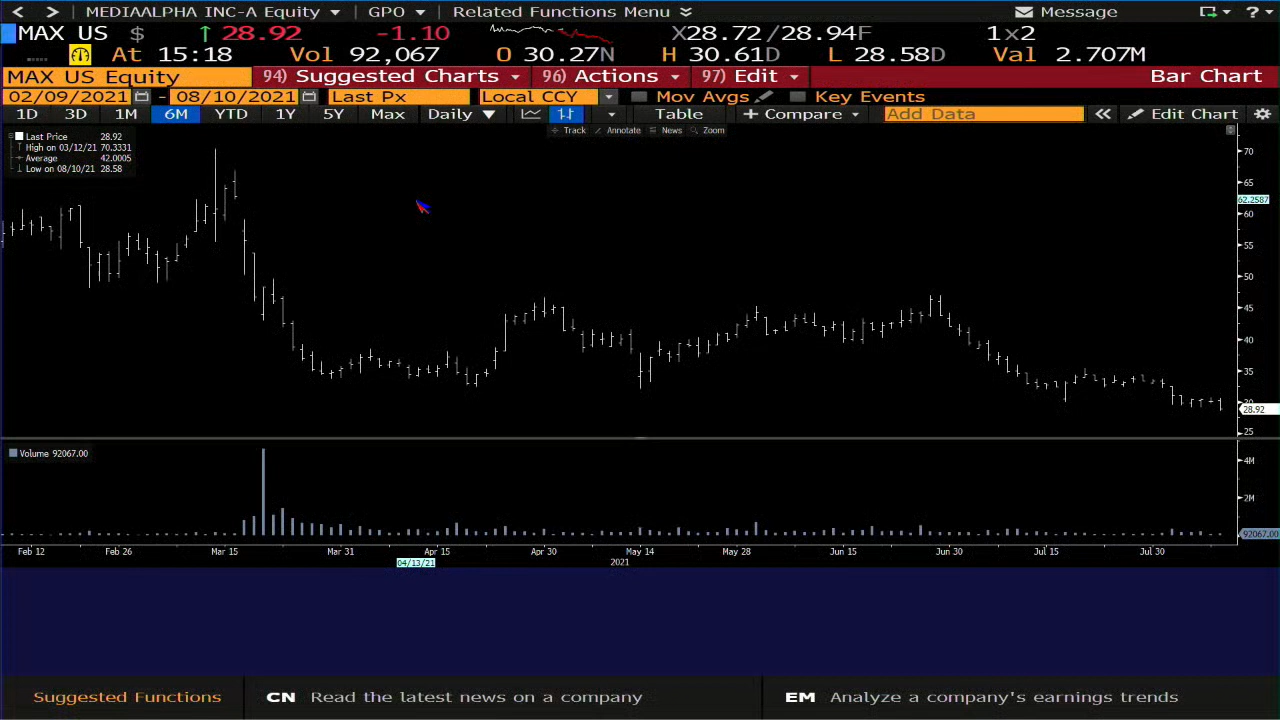 < > MEDIAALPHA INC-A Equity GPO Related Functions Menu Message ?
MAX US $ ↑ 28.92 -1.10 X28.72/28.94F 1x2
At 15:18 Vol 92,067 O 30.27N H 30.61D L 28.58D Val 2.707M
MAX US Equity 94) Suggested Charts 96) Actions 97) Edit Bar Chart
02/09/2021 - 08/10/2021 Last Px Local CCY Mov Avgs Key Events
1D 3D 1M 6M YTD 1Y 5Y Max Daily ▼ Table + Compare Add Data « Edit Chart
Track Annotate News Zoom
Last Price 28.92
High on 03/12/21 70.3331
Average 42.0005
Low on 08/10/21 28.58
70
65
62.2587
60
55
50
45
40
35
30
28.92
25
Volume 92067.00
4M
2M
92067.00
Feb 12 Feb 26 Mar 15 Mar 31 Apr 15 Apr 30 May 14 May 28 Jun 15 Jun 30 Jul 15 Jul 30
04/13/21 2021
Suggested Functions CN Read the latest news on a company EM Analyze a company's earnings trends